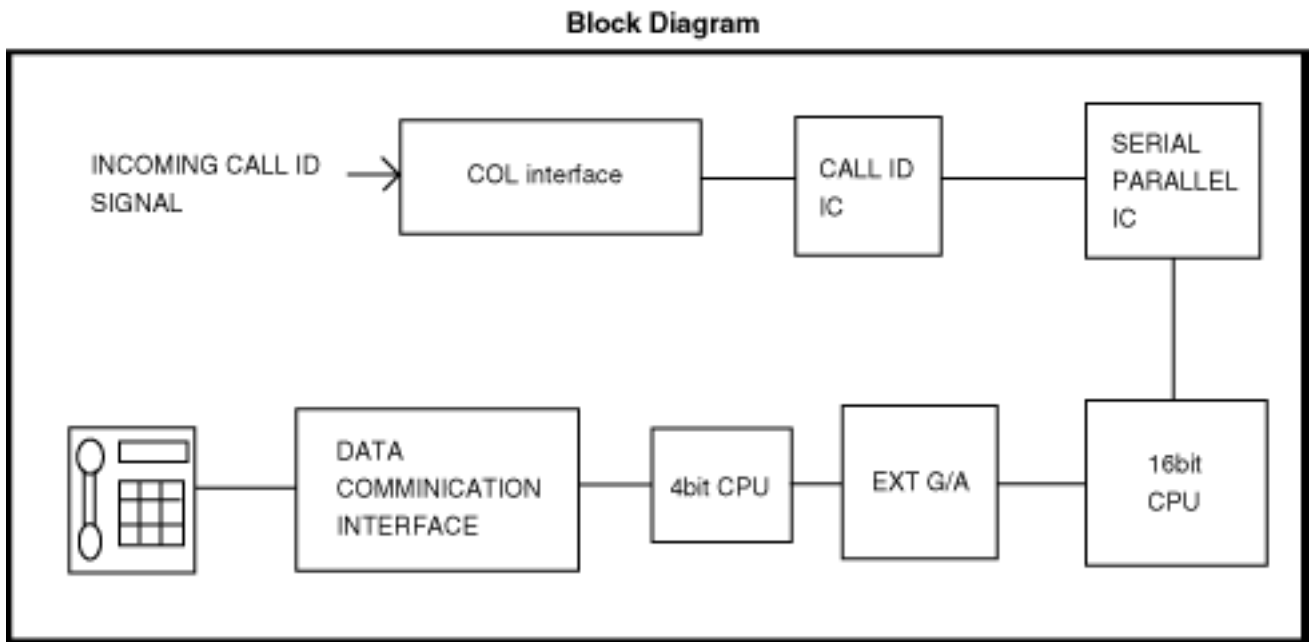 Block Diagram
INCOMING CALL ID
SIGNAL
COL interface
CALL ID
IC
SERIAL
PARALLEL
IC
DATA
COMMINICATION
INTERFACE
4bit CPU
EXT G/A
16bit
CPU